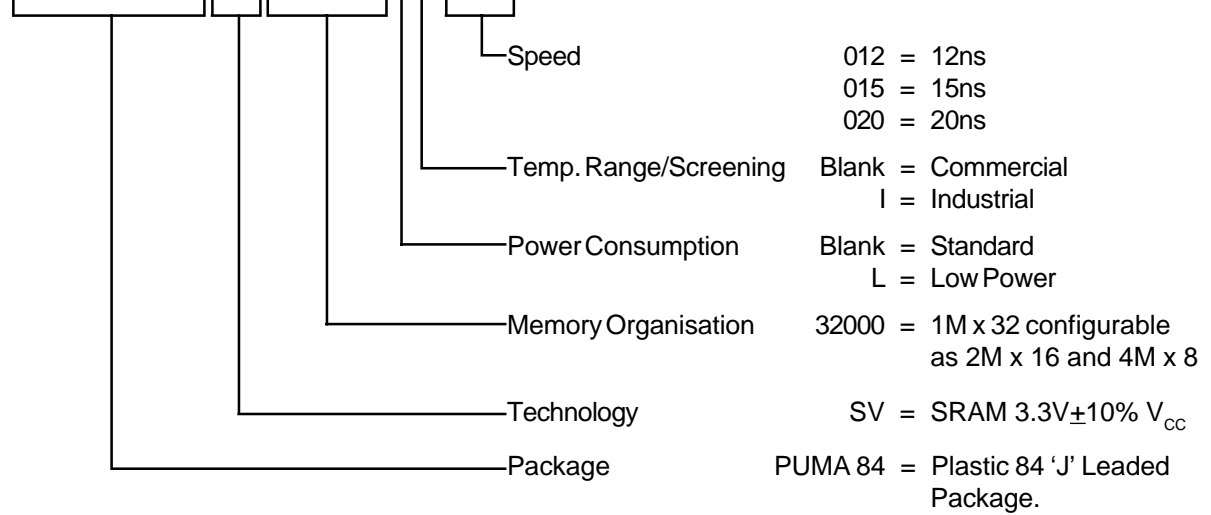 Speed 012 = 12ns
015 = 15ns
020 = 20ns
Temp. Range/Screening Blank = Commercial
I = Industrial
Power Consumption Blank = Standard
L = Low Power
Memory Organisation 32000 = 1M x 32 configurable
as 2M x 16 and 4M x 8
Technology SV = SRAM 3.3V±10% VCC
Package PUMA 84 = Plastic 84 ‘J’ Leaded
Package.